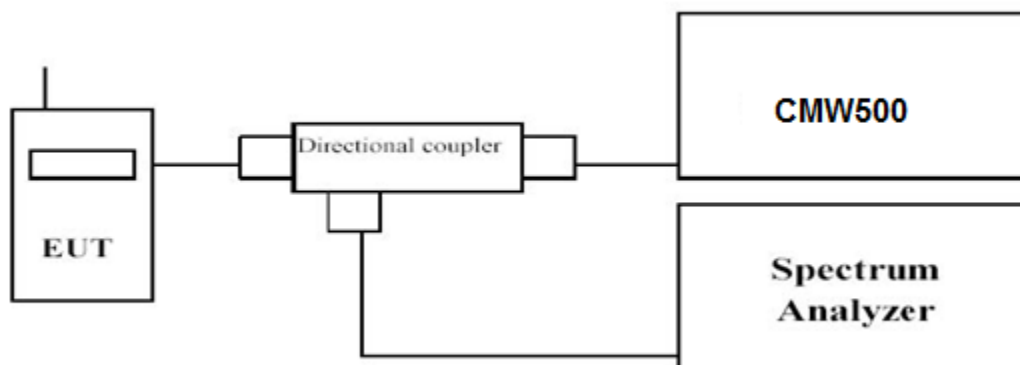 EUT
Directional coupler
CMW500
Spectrum
Analyzer